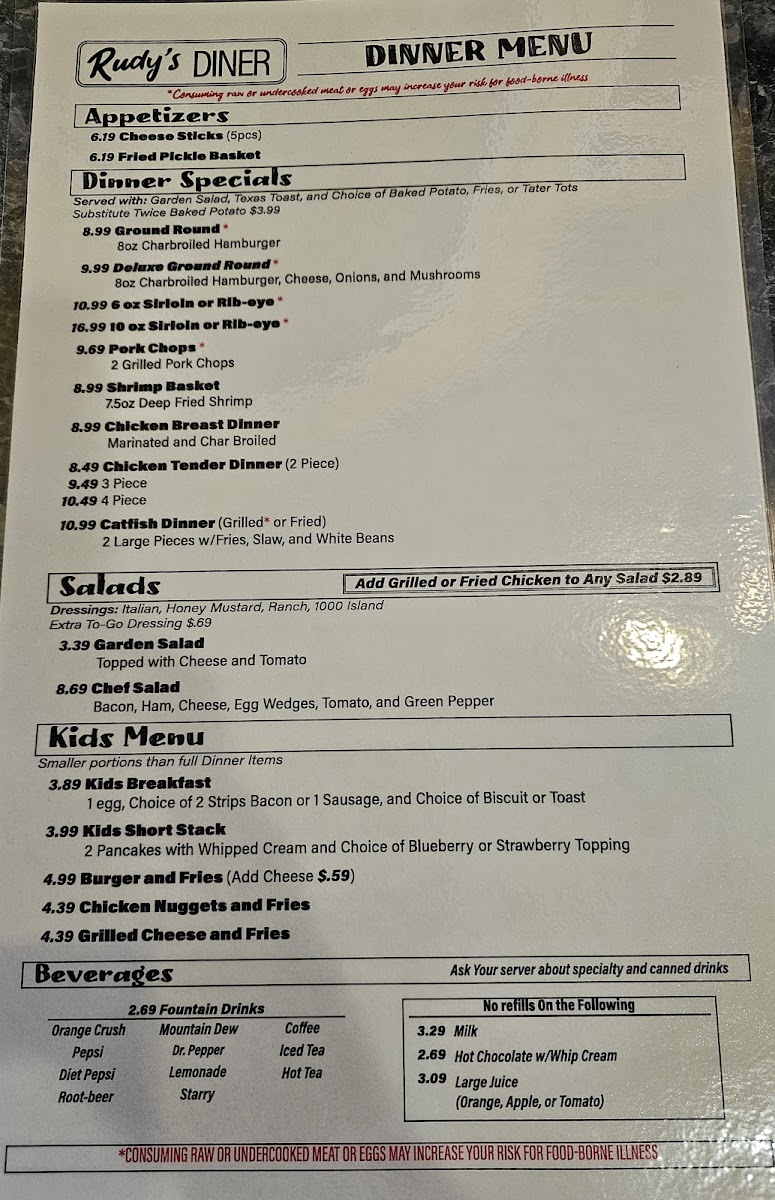 Rudy's DINER
DINNER MENU
*Consuming raw or undercooked meat or eggs may increase your risk for food-borne illness
Appetizers
6.19 Cheese Sticks (5pcs)
6.19 Fried Pickle Basket
Dinner Specials
Served with: Garden Salad, Texas Toast, and Choice of Baked Potato, Fries, or Tater Tots
Substitute Twice Baked Potato $3.99
8.99 Ground Round *
8oz Charbroiled Hamburger
9.99 Deluxe Ground Round *
8oz Charbroiled Hamburger, Cheese, Onions, and Mushrooms
10.99 6 oz Sirloin or Rib-eye *
16.99 10 oz Sirloin or Rib-eye *
9.69 Pork Chops *
2 Grilled Pork Chops
8.99 Shrimp Basket
7.5oz Deep Fried Shrimp
8.99 Chicken Breast Dinner
Marinated and Char Broiled
8.49 Chicken Tender Dinner (2 Piece)
9.49 3 Piece
10.49 4 Piece
10.99 Catfish Dinner (Grilled* or Fried)
2 Large Pieces w/Fries, Slaw, and White Beans
Salads
Add Grilled or Fried Chicken to Any Salad $2.89
Dressings: Italian, Honey Mustard, Ranch, 1000 Island
Extra To-Go Dressing $.69
3.39 Garden Salad
Topped with Cheese and Tomato
8.69 Chef Salad
Bacon, Ham, Cheese, Egg Wedges, Tomato, and Green Pepper
Kids Menu
Smaller portions than full Dinner Items
3.89 Kids Breakfast
1 egg, Choice of 2 Strips Bacon or 1 Sausage, and Choice of Biscuit or Toast
3.99 Kids Short Stack
2 Pancakes with Whipped Cream and Choice of Blueberry or Strawberry Topping
4.99 Burger and Fries (Add Cheese $.59)
4.39 Chicken Nuggets and Fries
4.39 Grilled Cheese and Fries
Beverages
Ask Your server about specialty and canned drinks
2.69 Fountain Drinks
Orange Crush Mountain Dew Coffee
Pepsi Dr. Pepper Iced Tea
Diet Pepsi Lemonade Hot Tea
Root-beer Starry
No refills On the Following
3.29 Milk
2.69 Hot Chocolate w/Whip Cream
3.09 Large Juice
(Orange, Apple, or Tomato)
*CONSUMING RAW OR UNDERCOOKED MEAT OR EGGS MAY INCREASE YOUR RISK FOR FOOD-BORNE ILLNESS